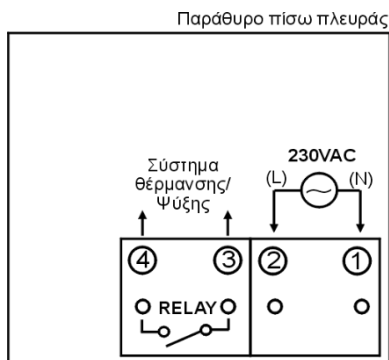 Παράθυρο πίσω πλευράς
230VAC
Σύστημα
θέρμανσης/
Ψύξης
(L) (N)
4 3 2 1
RELAY